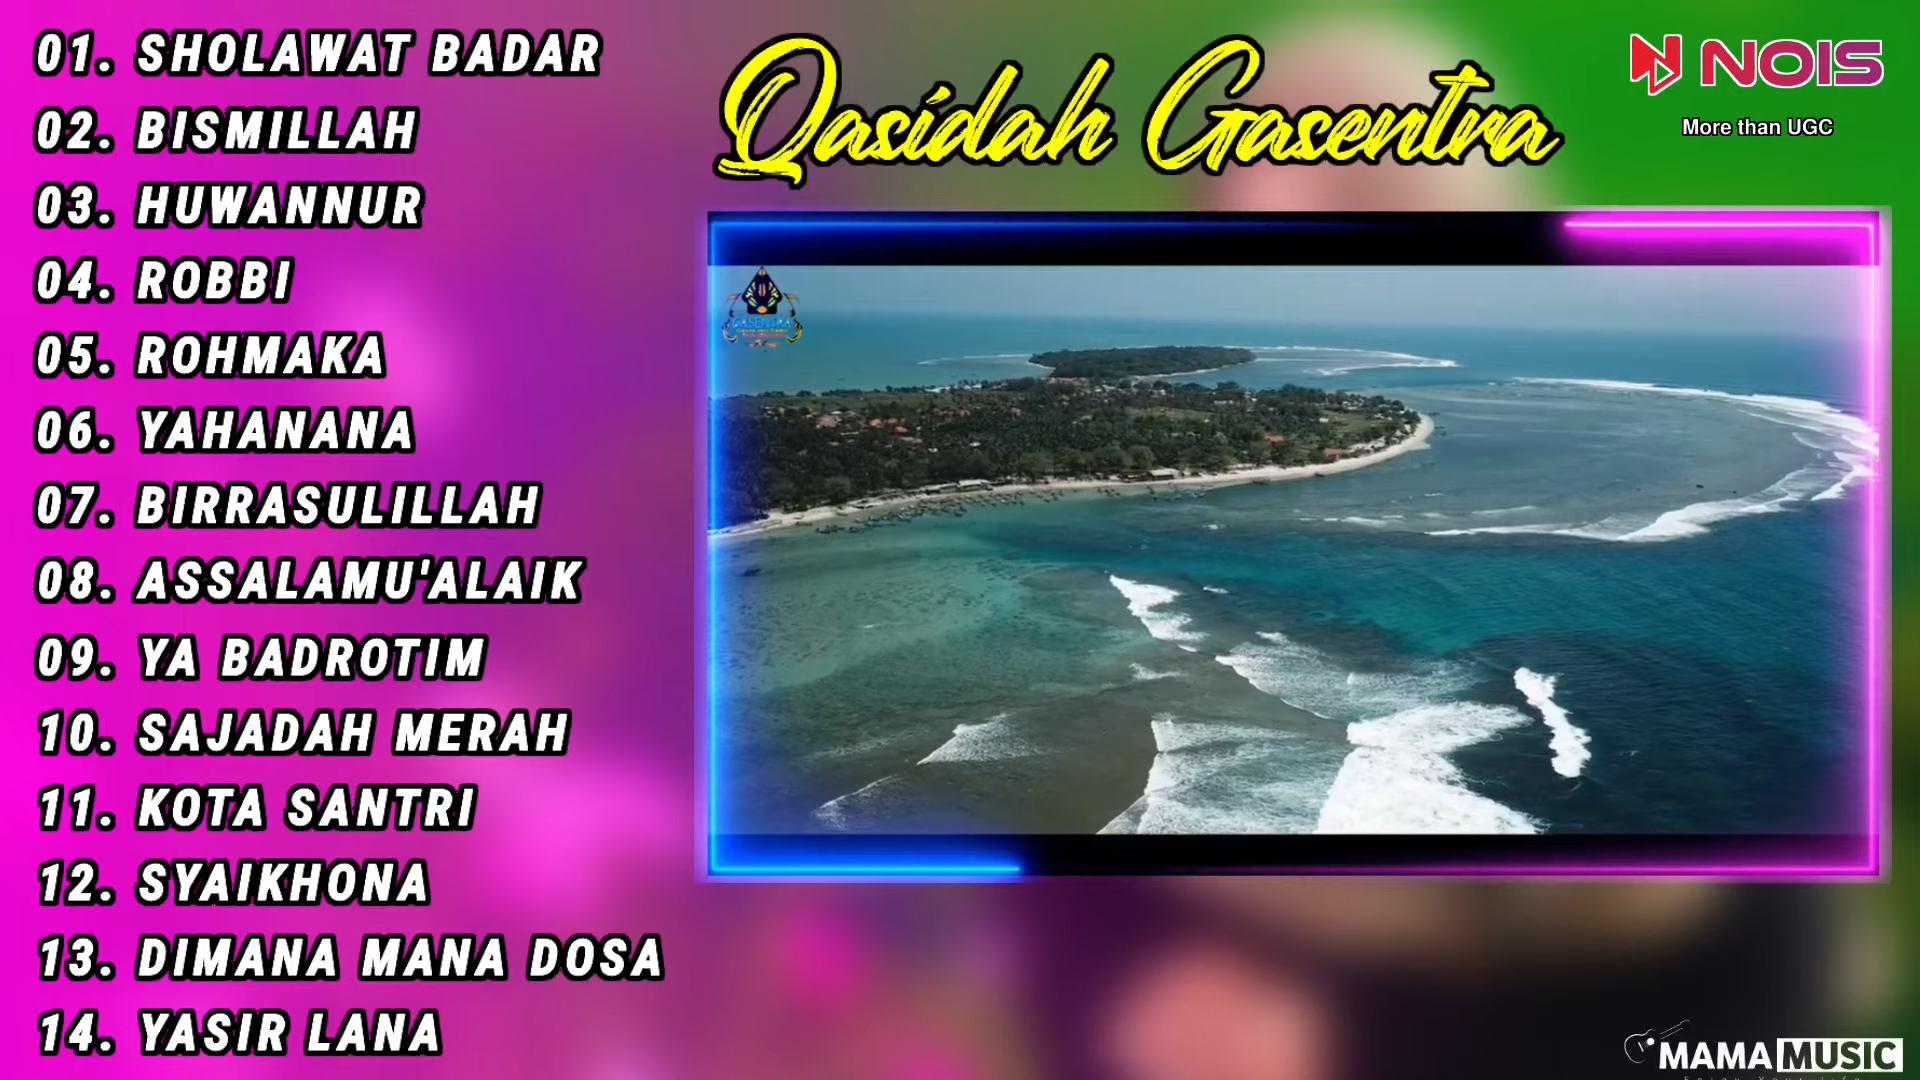 01. SHOLAWAT BADAR
02. BISMILLAH
03. HUWANNUR
04. ROBBI
05. ROHMAKA
06. YAHANANA
07. BIRRASULILLAH
08. ASSALAMU'ALAIK
09. YA BADROTIM
10. SAJADAH MERAH
11. KOTA SANTRI
12. SYAIKHONA
13. DIMANA MANA DOSA
14. YASIR LANA
Qasidah Gasentra
NOIS
More than UGC
GASENTRA
MAMA MUSIC